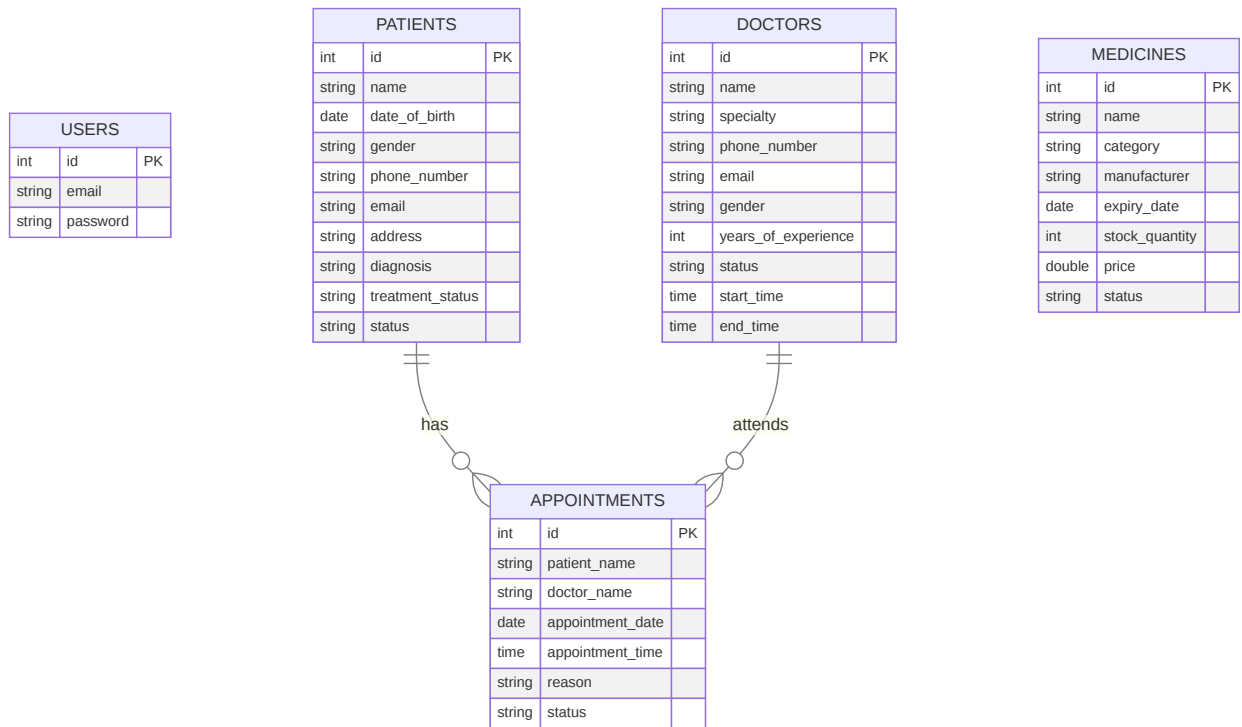 USERS
int id PK
string email
string password
PATIENTS
int id PK
string name
date date_of_birth
string gender
string phone_number
string email
string address
string diagnosis
string treatment_status
string status
DOCTORS
int id PK
string name
string specialty
string phone_number
string email
string gender
int years_of_experience
string status
time start_time
time end_time
MEDICINES
int id PK
string name
string category
string manufacturer
date expiry_date
int stock_quantity
double price
string status
has
attends
APPOINTMENTS
int id PK
string patient_name
string doctor_name
date appointment_date
time appointment_time
string reason
string status